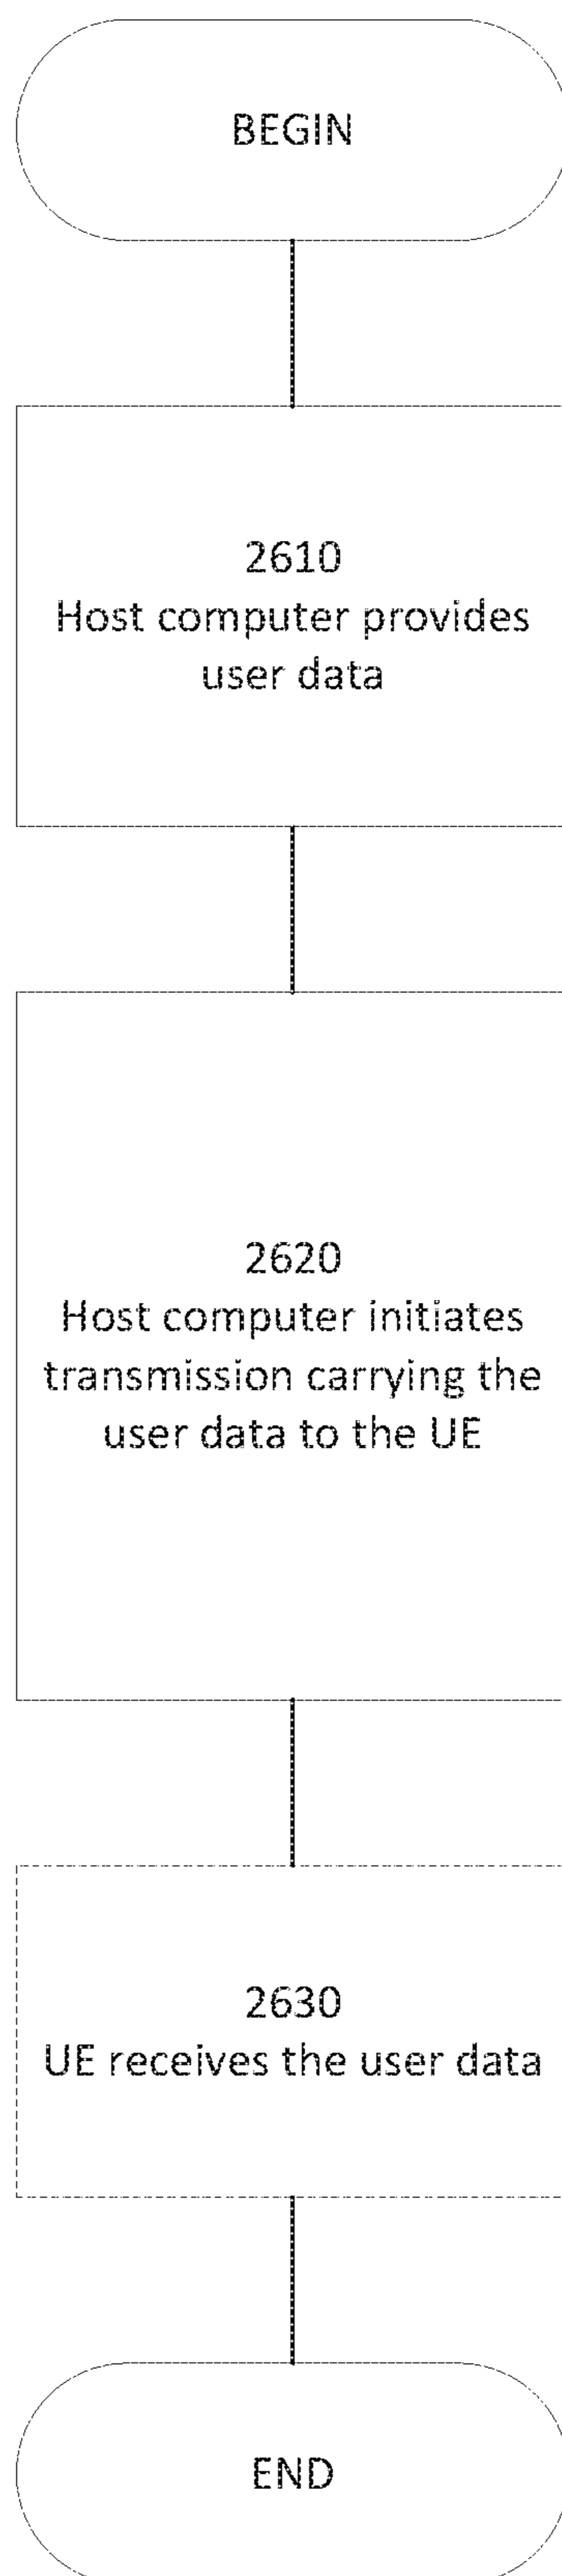 BEGIN
2610
Host computer provides
user data
2620
Host computer initiates
transmission carrying the
user data to the UE
2630
UE receives the user data
END